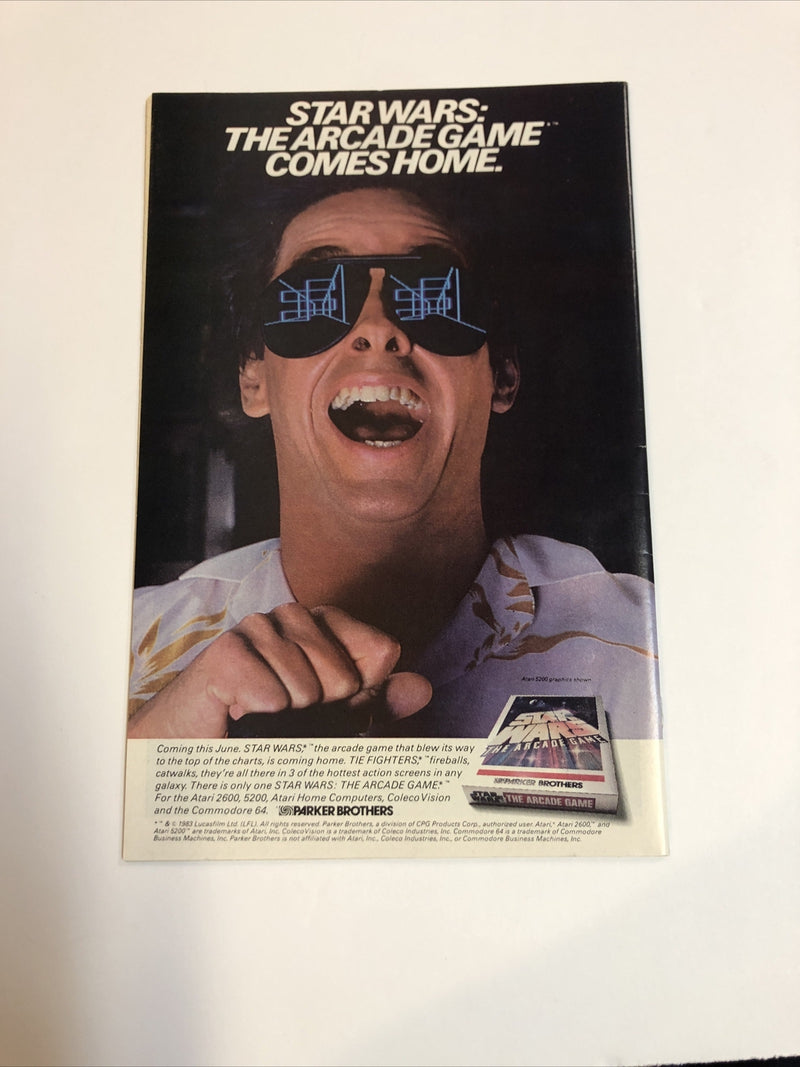 STAR WARS:
THE ARCADE GAME*™
COMES HOME.
Atari 5200 graphics shown
STAR
WARS
THE ARCADE GAME
PARKER BROTHERS
STAR WARS THE ARCADE GAME
Coming this June. STAR WARS,*™ the arcade game that blew its way
to the top of the charts, is coming home. TIE FIGHTERS,*™ fireballs,
catwalks, they're all there in 3 of the hottest action screens in any
galaxy. There is only one STAR WARS: THE ARCADE GAME.*™
For the Atari 2600, 5200, Atari Home Computers, ColecoVision
and the Commodore 64. PARKER BROTHERS
*™ & © 1983 Lucasfilm Ltd. (LFL). All rights reserved. Parker Brothers, a division of CPG Products Corp., authorized user. Atari,® Atari 2600,™ and
Atari 5200™ are trademarks of Atari, Inc. ColecoVision is a trademark of Coleco Industries, Inc. Commodore 64 is a trademark of Commodore
Business Machines, Inc. Parker Brothers is not affiliated with Atari, Inc., Coleco Industries, Inc., or Commodore Business Machines, Inc.